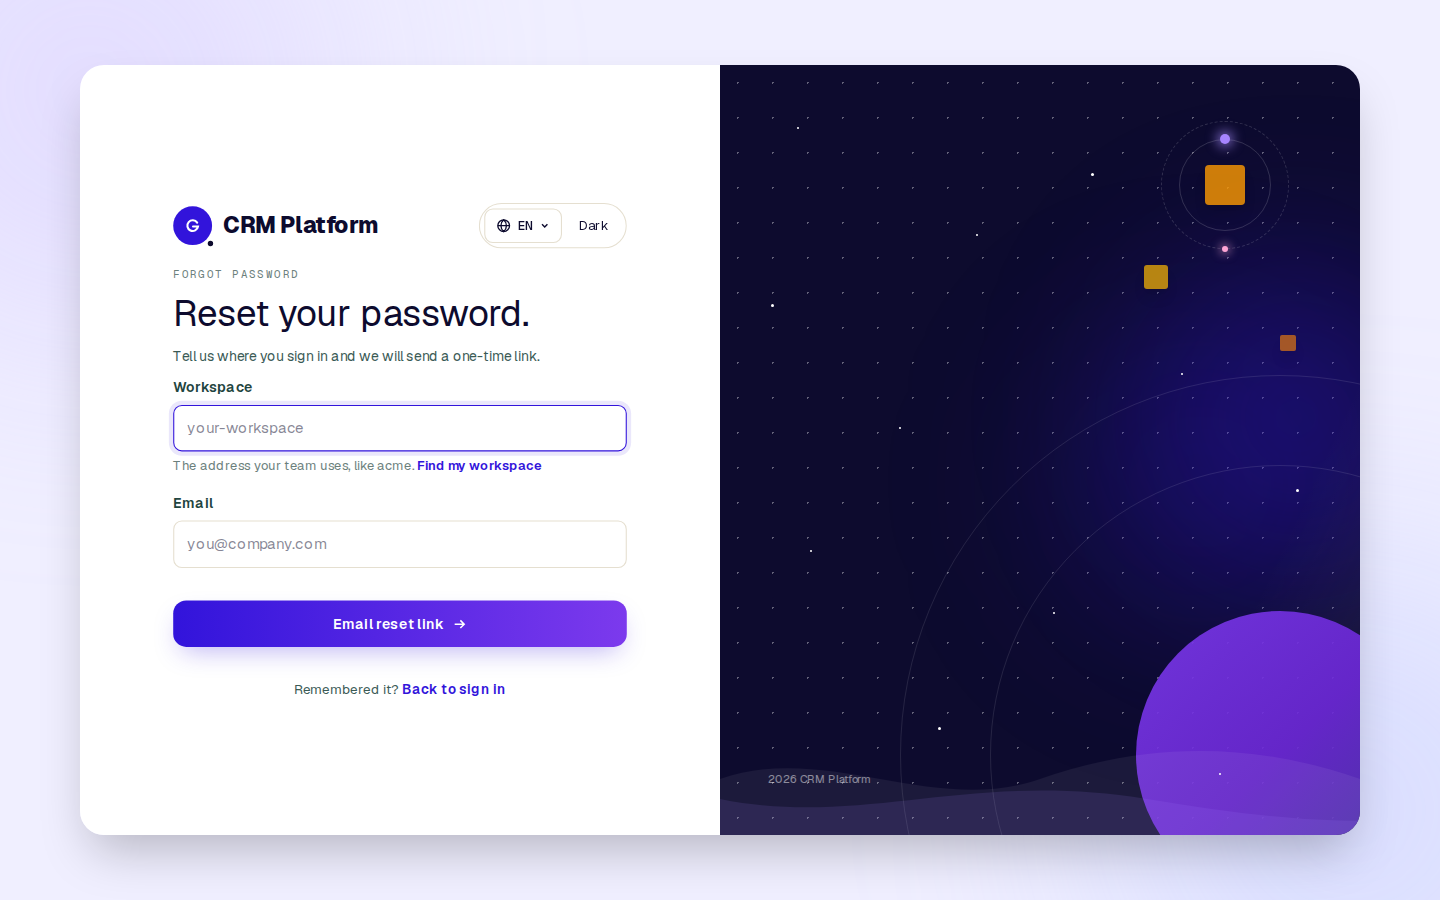 G CRM Platform
EN Dark
FORGOT PASSWORD
Reset your password.
Tell us where you sign in and we will send a one-time link.
Workspace
your-workspace
The address your team uses, like acme. Find my workspace
Email
you@company.com
Email reset link →
Remembered it? Back to sign in
2026 CRM Platform